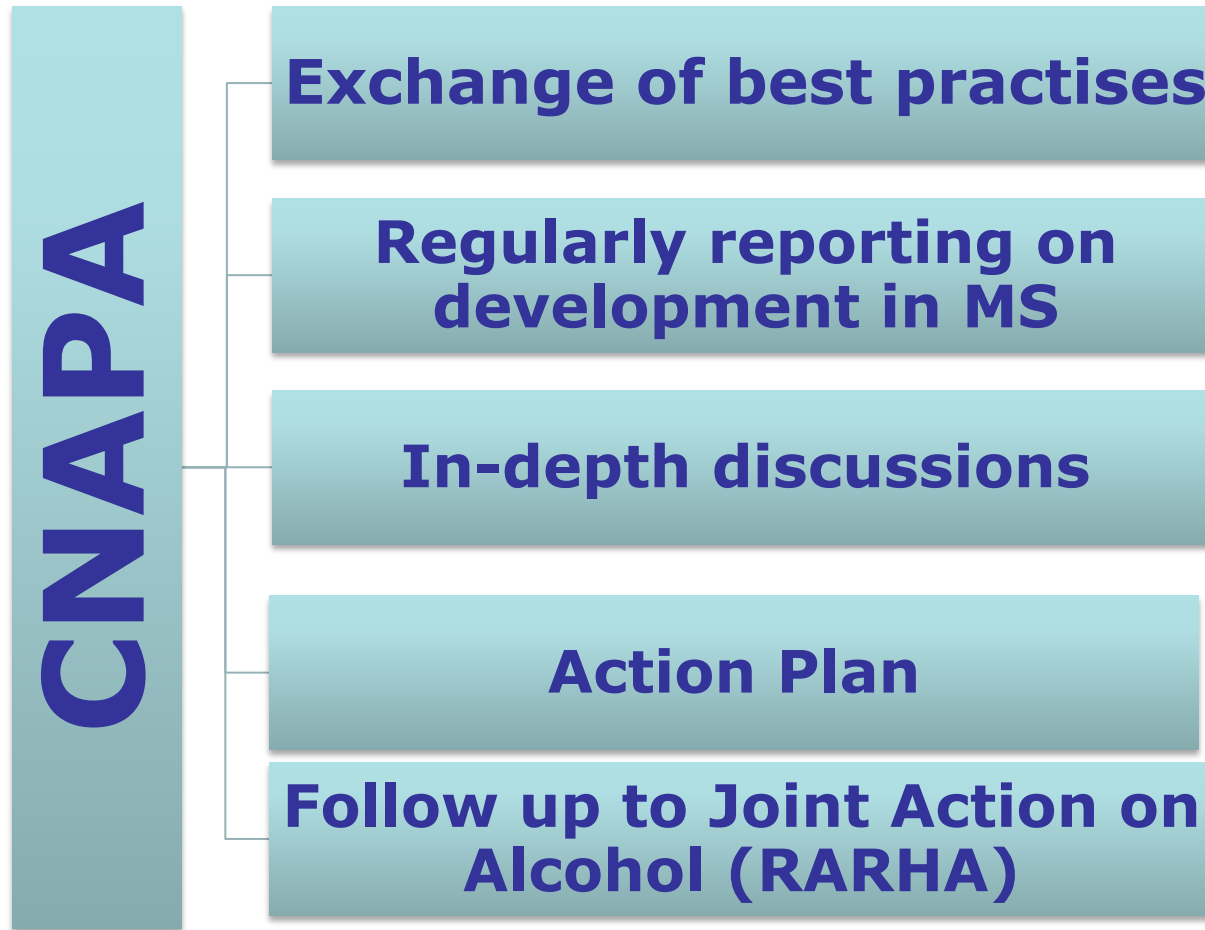 CNAPA
Exchange of best practises
Regularly reporting on
development in MS
In-depth discussions
Action Plan
Follow up to Joint Action on
Alcohol (RARHA)